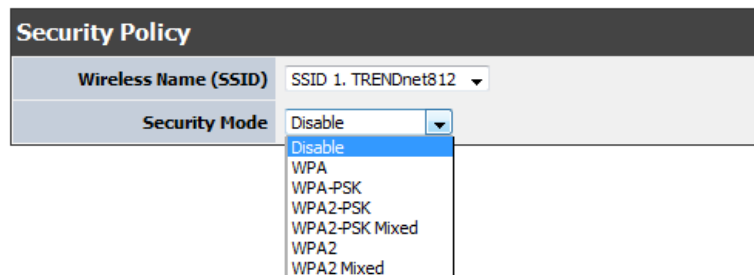 Security Policy
Wireless Name (SSID) SSID 1. TRENDnet812
Security Mode Disable
Disable
WPA
WPA-PSK
WPA2-PSK
WPA2-PSK Mixed
WPA2
WPA2 Mixed